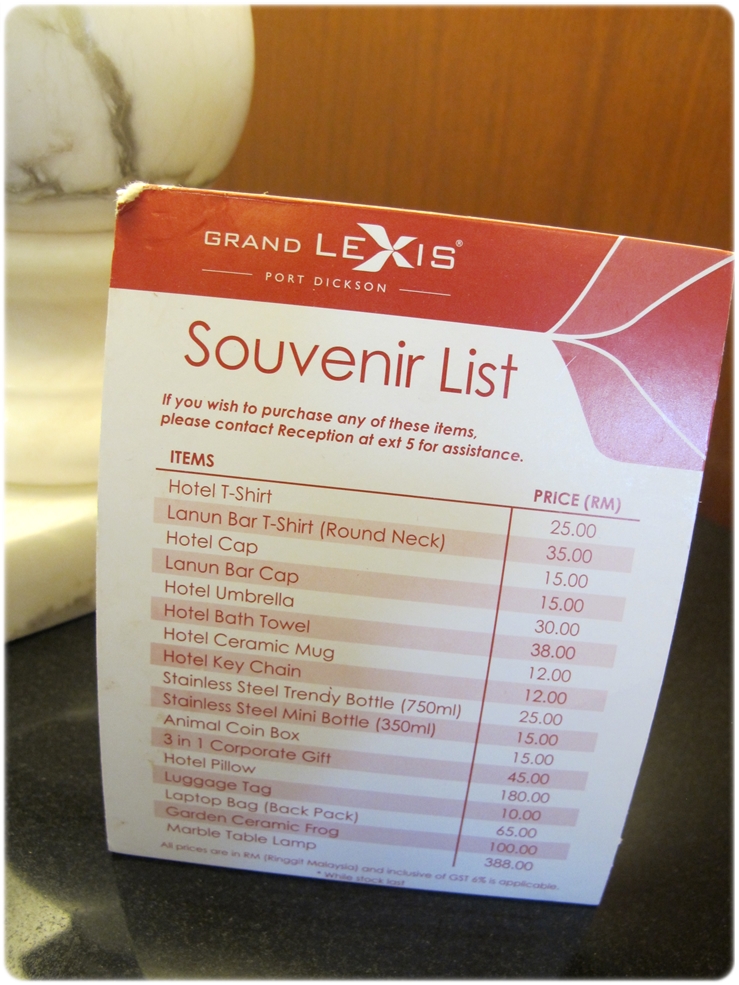 GRAND LEXIS®
PORT DICKSON
Souvenir List
If you wish to purchase any of these items,
please contact Reception at ext 5 for assistance.
ITEMS PRICE (RM)
Hotel T-Shirt 25.00
Lanun Bar T-Shirt (Round Neck) 35.00
Hotel Cap 15.00
Lanun Bar Cap 15.00
Hotel Umbrella 30.00
Hotel Bath Towel 38.00
Hotel Ceramic Mug 12.00
Hotel Key Chain 12.00
Stainless Steel Trendy Bottle (750ml) 25.00
Stainless Steel Mini Bottle (350ml) 15.00
Animal Coin Box 15.00
3 in 1 Corporate Gift 45.00
Hotel Pillow 180.00
Luggage Tag 10.00
Laptop Bag (Back Pack) 65.00
Garden Ceramic Frog 100.00
Marble Table Lamp 388.00
All prices are in RM (Ringgit Malaysia) and inclusive of GST 6% is applicable.
* While stock last